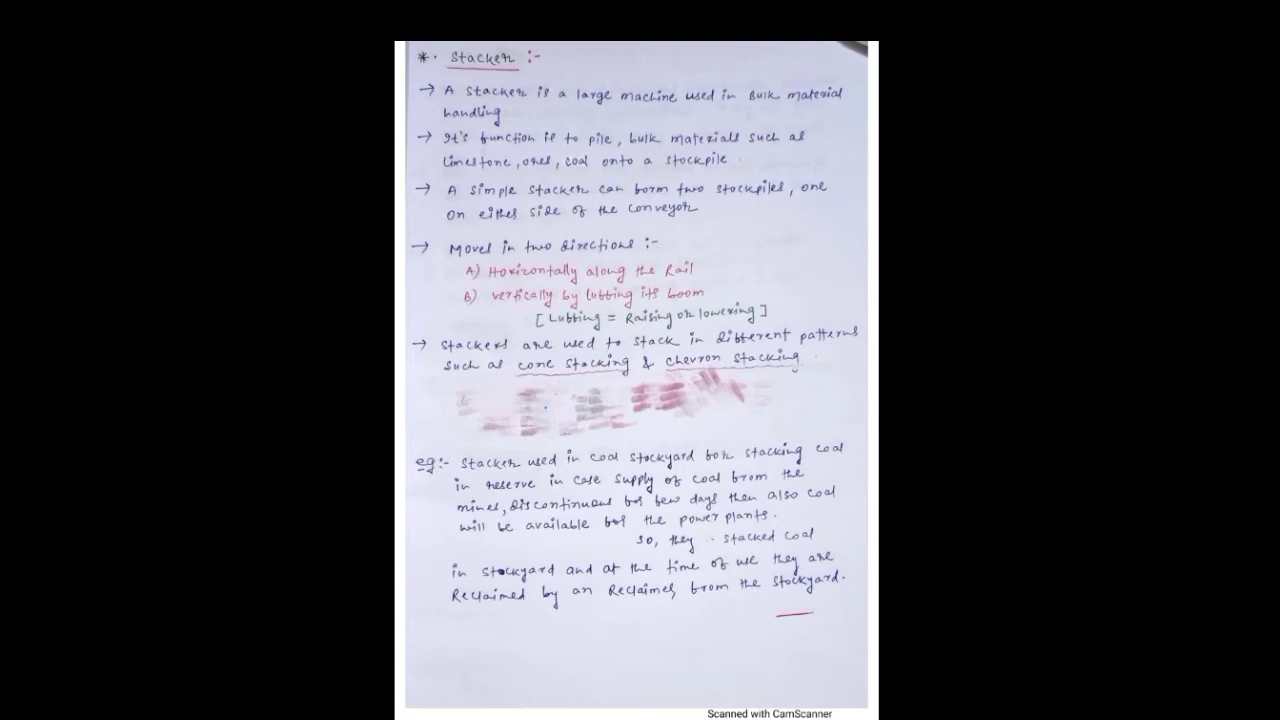 *. Stacker :-
→ A stacker is a large machine used in Bulk material
handling
→ It's function is to pile, bulk materials such as
limestone, ores, coal onto a stockpile.
→ A simple stacker can form two stockpiles, one
on either side of the conveyor
→ Moves in two directions :-
A) Horizontally along the Rail
B) vertically by luffing its boom
[Luffing = Raising or lowering]
→ Stackers are used to stack in different patterns
such as cone stacking & chevron stacking.
eg:- Stacker used in coal stockyard for stacking coal
in reserve in case supply of coal from the
mines, discontinues for few days then also coal
will be available for the power plants.
so, they stacked coal
in stockyard and at the time of use they are
Reclaimed by an Reclaimer from the stockyard.
Scanned with CamScanner